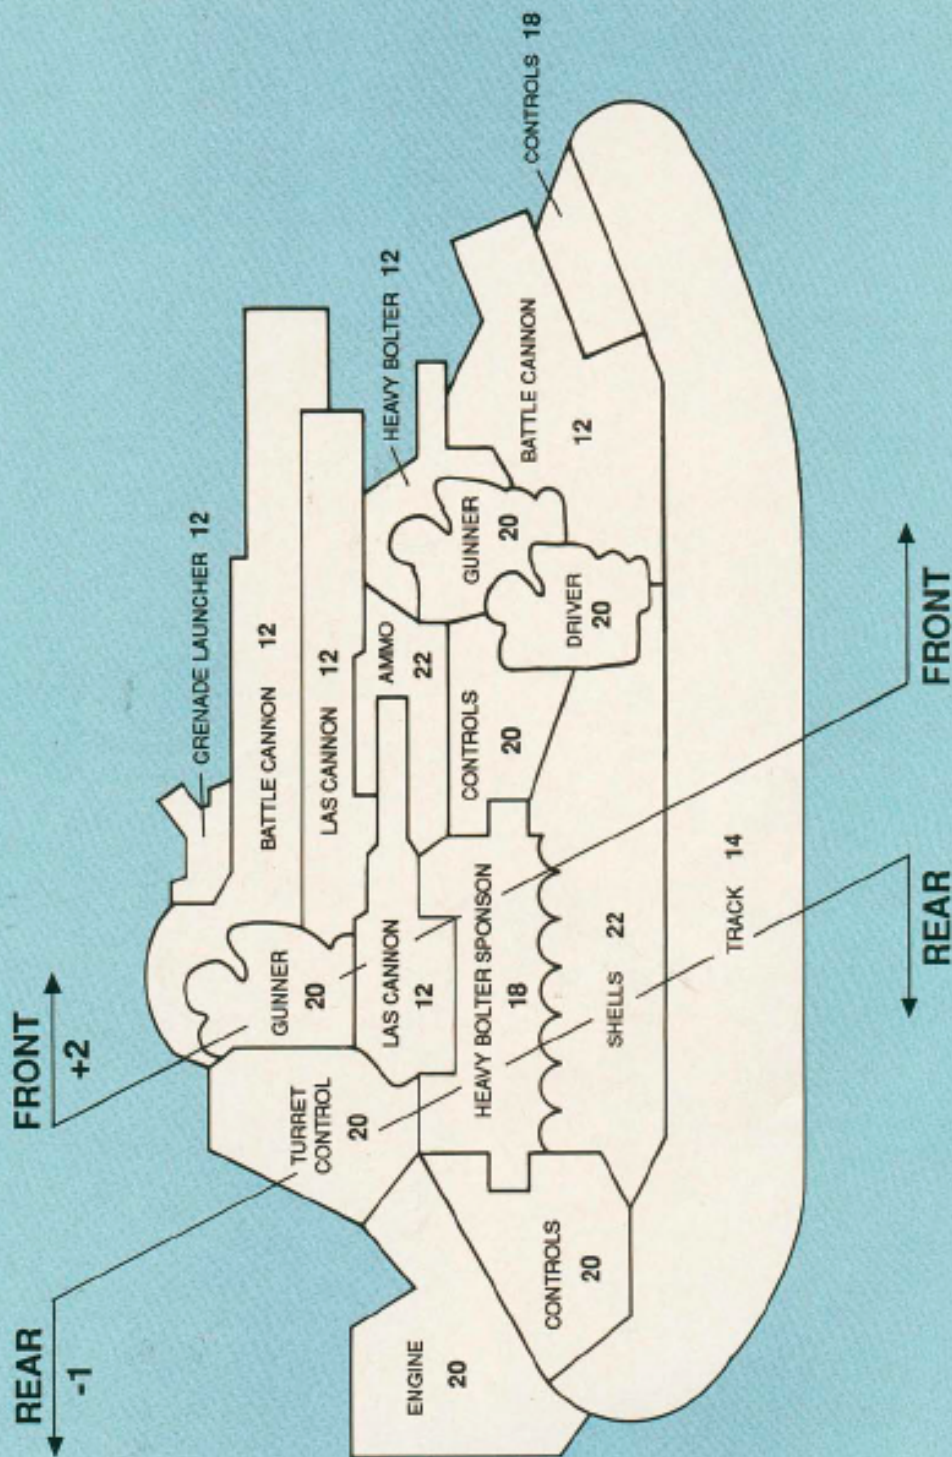 REAR
-1
FRONT
+2
GRENADE LAUNCHER 12
BATTLE CANNON 12
LAS CANNON 12
GUNNER
20
TURRET
CONTROL
20
LAS CANNON
12
AMMO
22
HEAVY BOLTER 12
GUNNER
20
CONTROLS 18
BATTLE CANNON
12
DRIVER
20
CONTROLS
20
HEAVY BOLTER SPONSON
18
ENGINE
20
CONTROLS
20
SHELLS 22
TRACK 14
REAR
FRONT